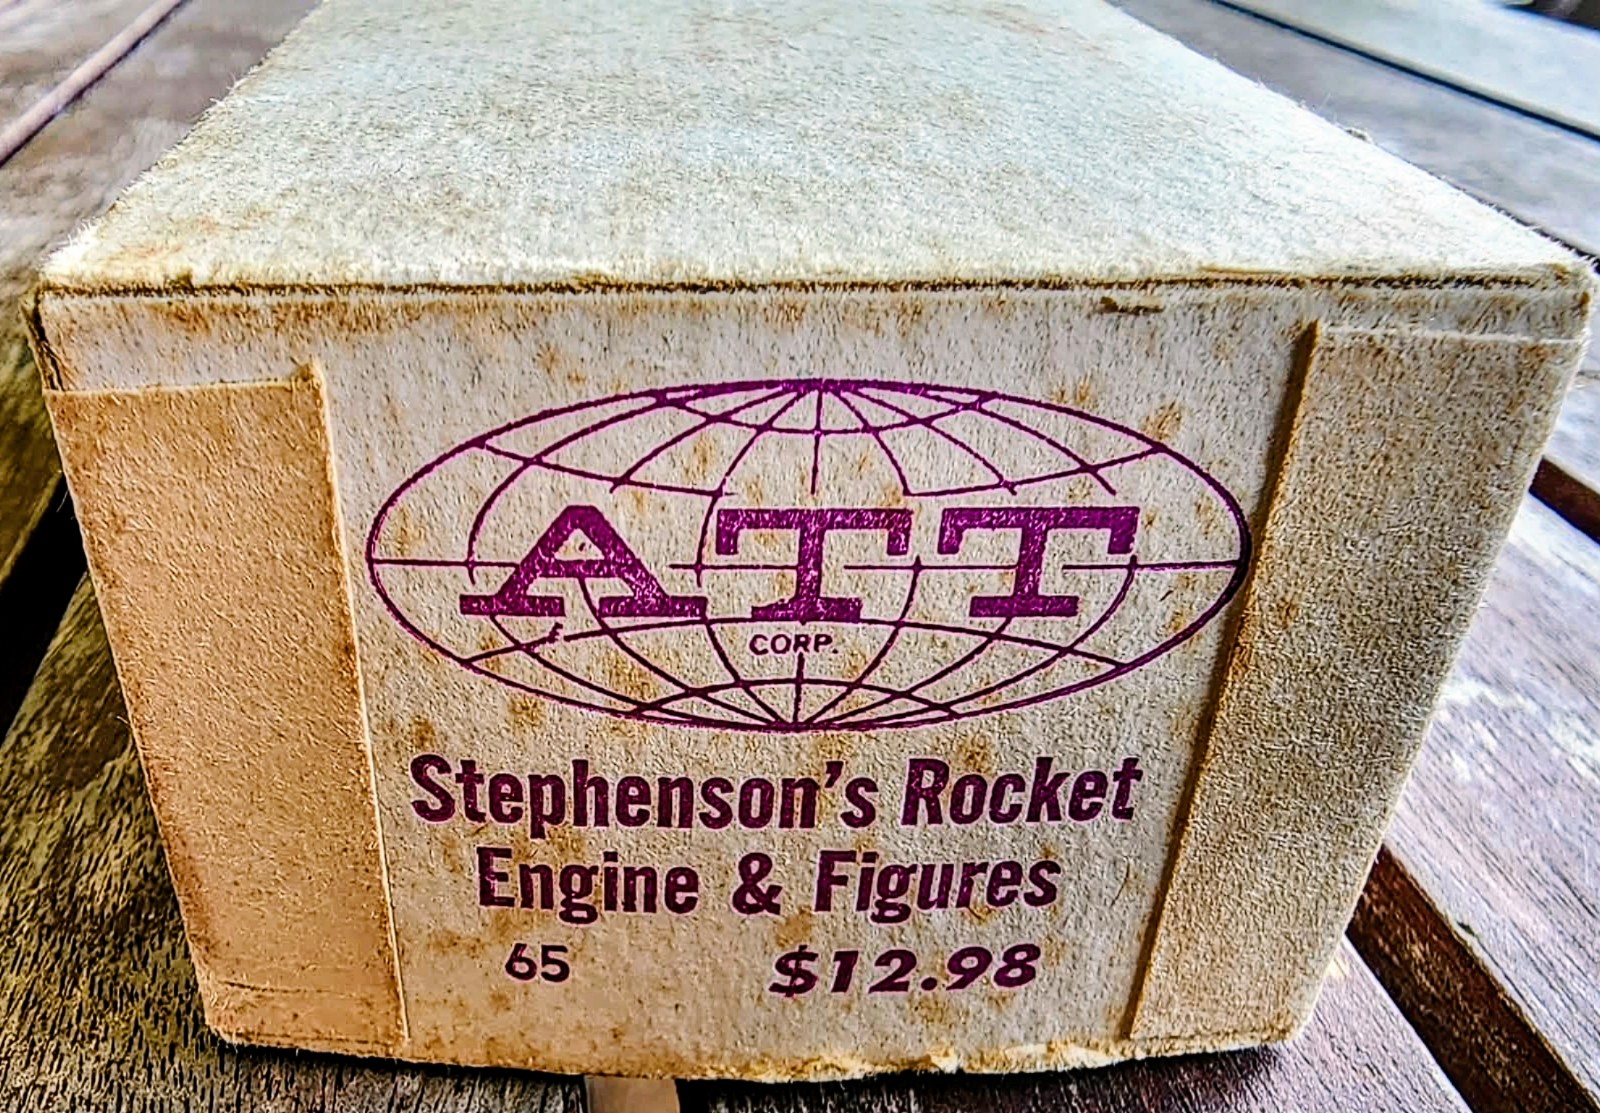 ATT
CORP.
Stephenson's Rocket
Engine & Figures
65 $12.98